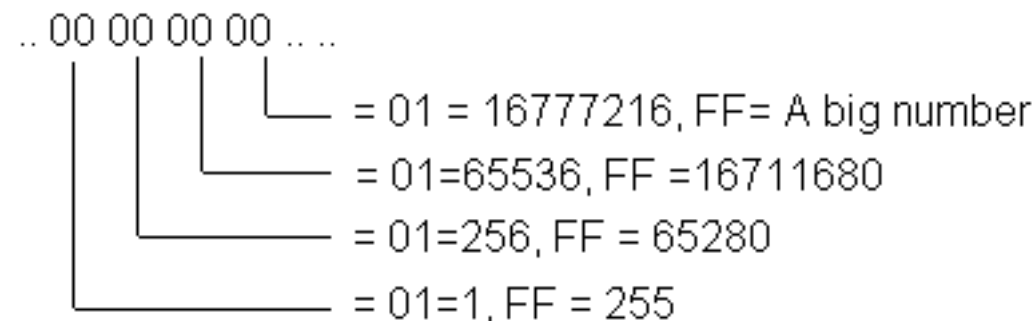 .. 00 00 00 00 .. ..
= 01 = 16777216, FF= A big number
= 01=65536, FF =16711680
= 01=256, FF = 65280
= 01=1, FF = 255